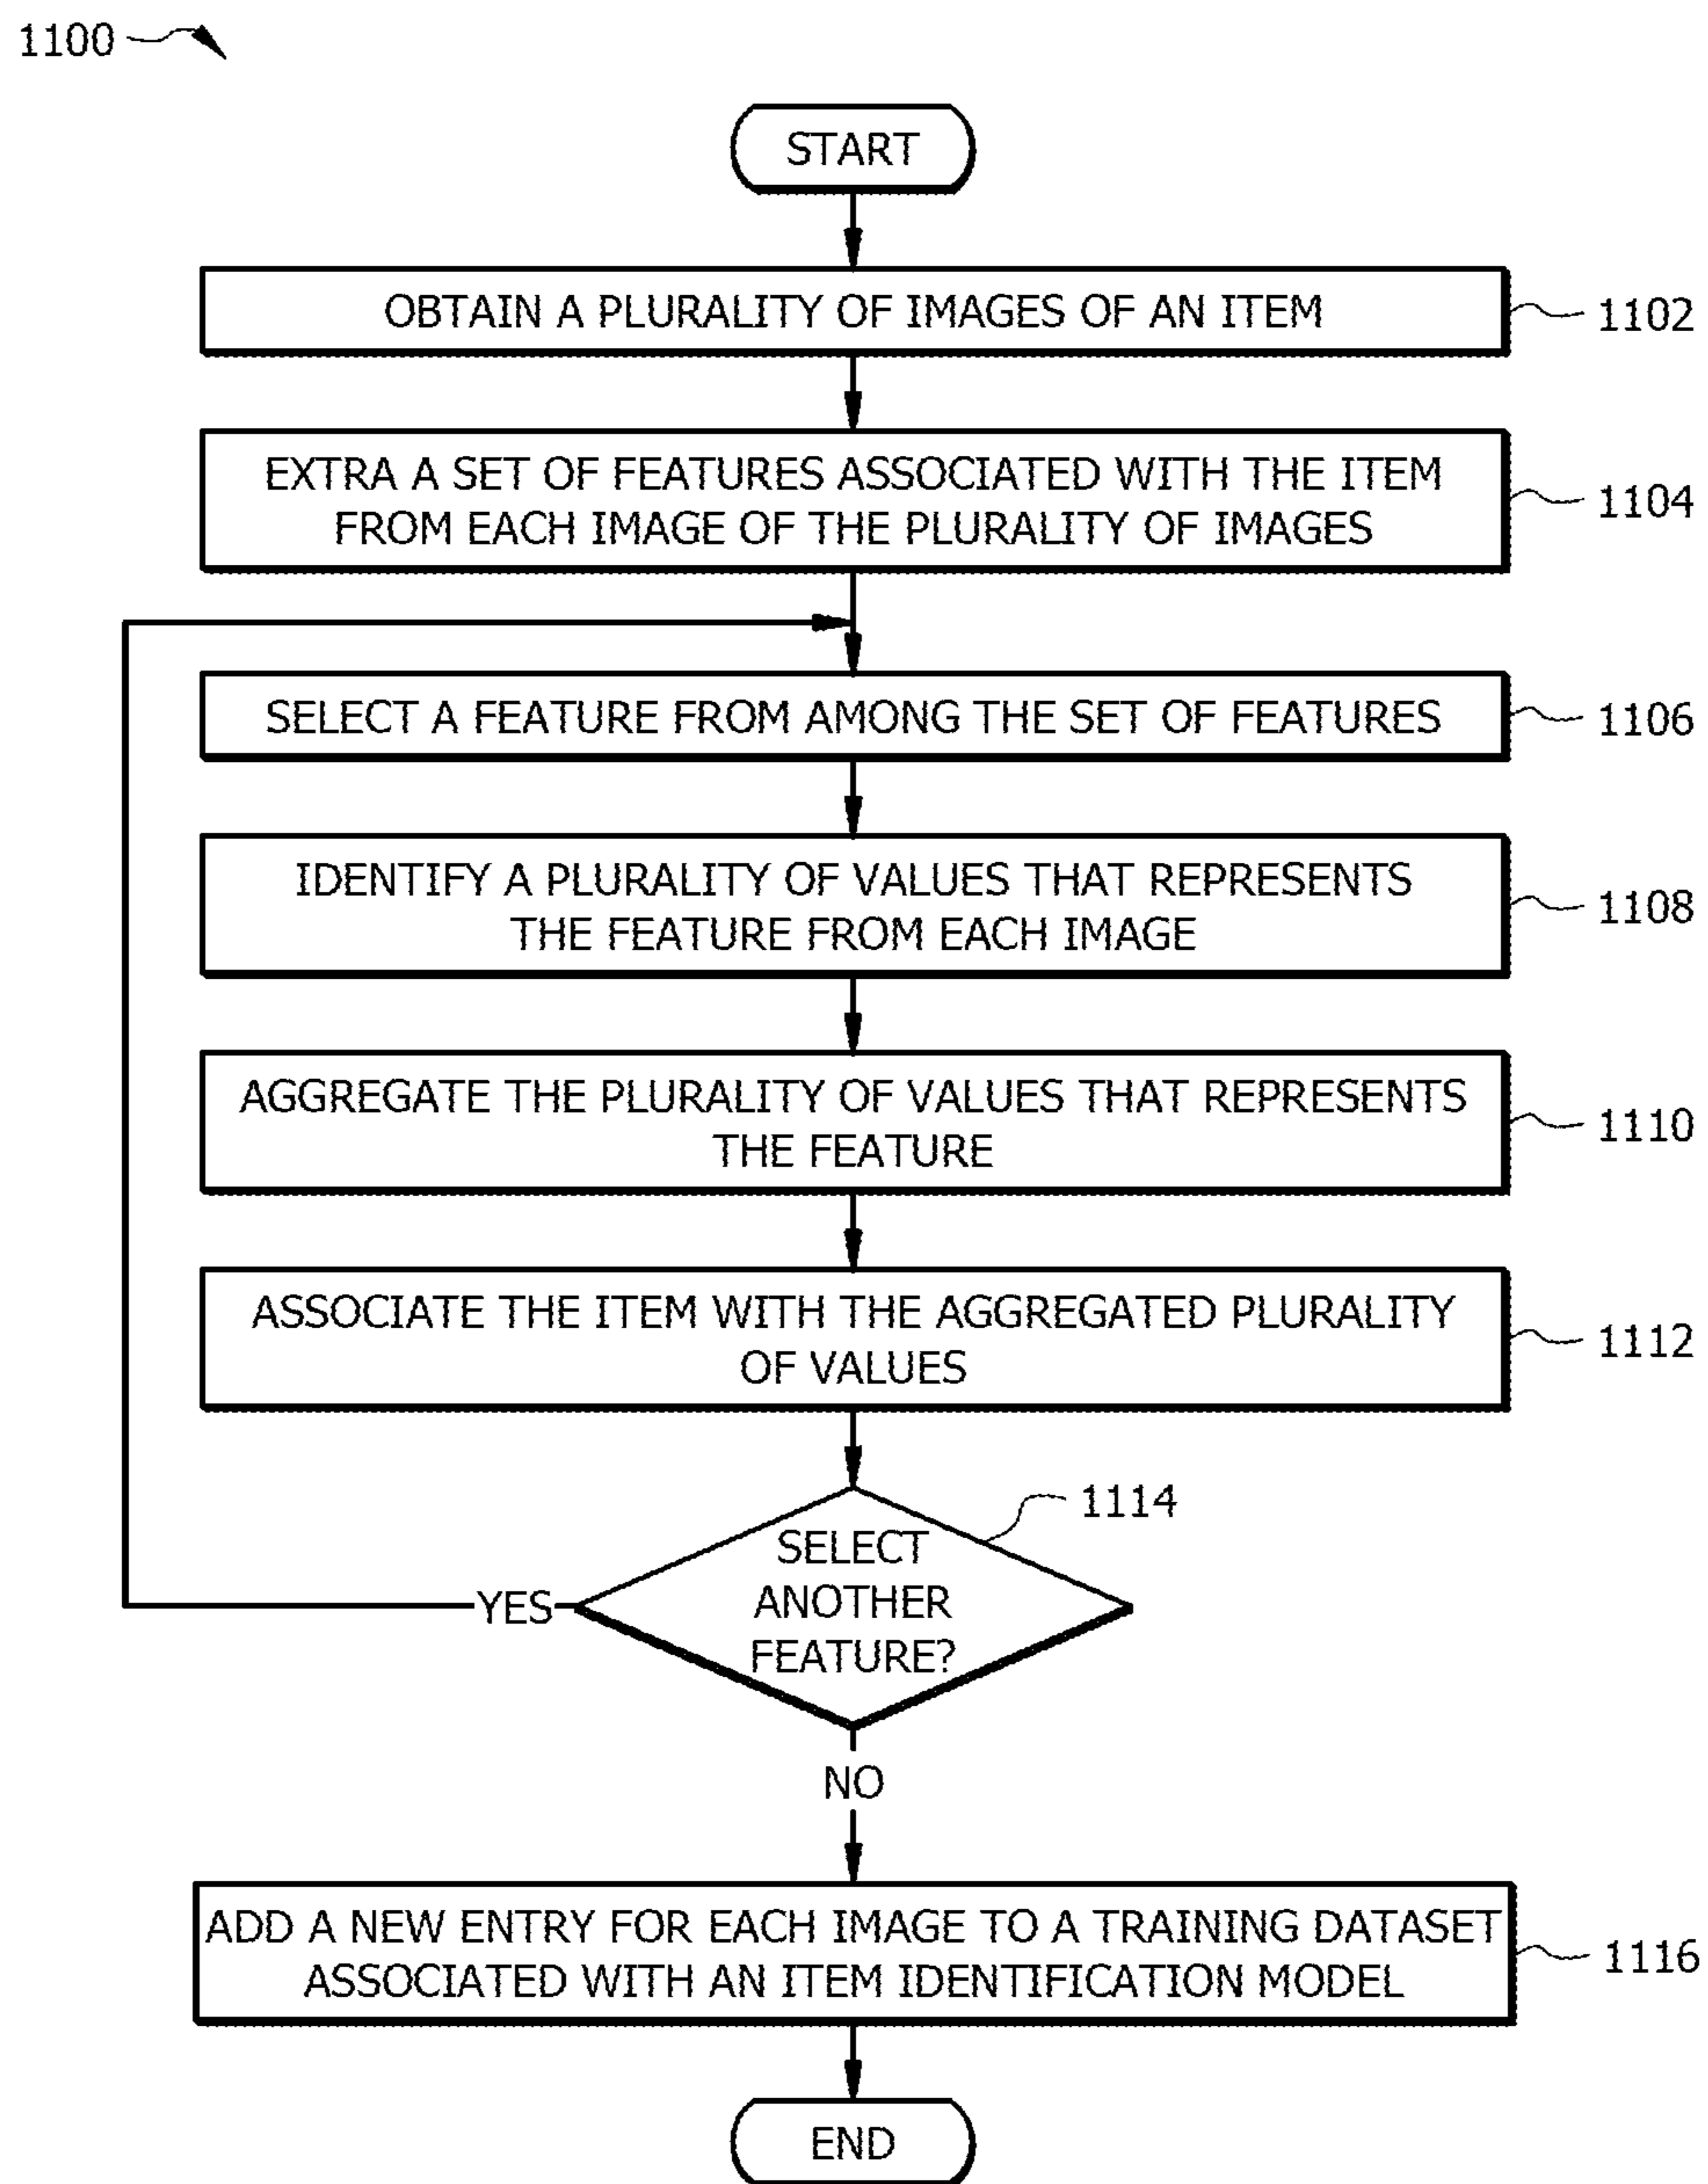 1100
START
OBTAIN A PLURALITY OF IMAGES OF AN ITEM
1102
EXTRA A SET OF FEATURES ASSOCIATED WITH THE ITEM
FROM EACH IMAGE OF THE PLURALITY OF IMAGES
1104
SELECT A FEATURE FROM AMONG THE SET OF FEATURES
1106
IDENTIFY A PLURALITY OF VALUES THAT REPRESENTS
THE FEATURE FROM EACH IMAGE
1108
AGGREGATE THE PLURALITY OF VALUES THAT REPRESENTS
THE FEATURE
1110
ASSOCIATE THE ITEM WITH THE AGGREGATED PLURALITY
OF VALUES
1112
1114
SELECT
ANOTHER
FEATURE?
YES
NO
ADD A NEW ENTRY FOR EACH IMAGE TO A TRAINING DATASET
ASSOCIATED WITH AN ITEM IDENTIFICATION MODEL
1116
END